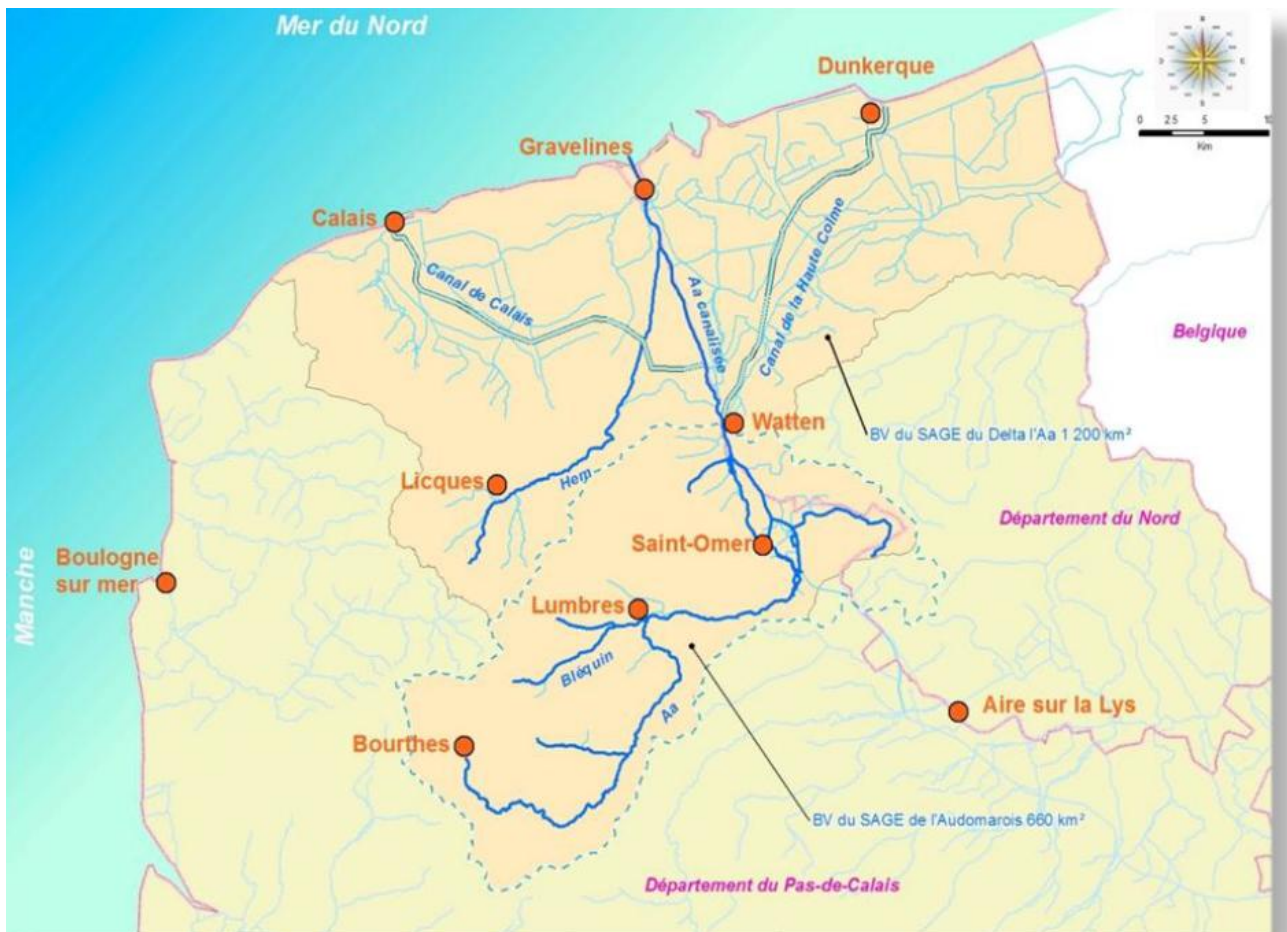 Mer du Nord
Dunkerque
0 2.5 5 10
Km
Gravelines
Calais
Canal de Calais
Aa canalisée
Canal de la Haute Colme
Belgique
Watten
BV du SAGE du Delta l'Aa 1 200 km²
Licques
Hem
Département du Nord
Saint-Omer
Boulogne
sur mer
Manche
Lumbres
Bléquin
Aa
Aire sur la Lys
Bourthes
BV du SAGE de l'Audomarois 660 km²
Département du Pas-de-Calais